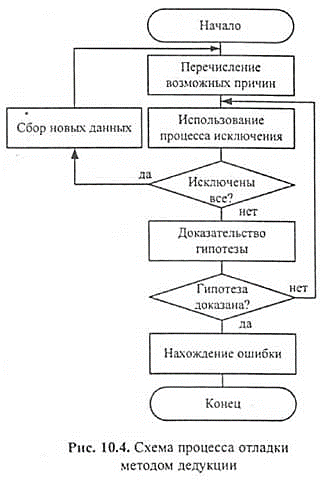 Начало
Перечисление
возможных причин
Сбор новых данных
Использование
процесса исключения
да
Исключены
все?
нет
Доказательство
гипотезы
Гипотеза
доказана?
нет
да
Нахождение ошибки
Конец
Рис. 10.4. Схема процесса отладки
методом дедукции